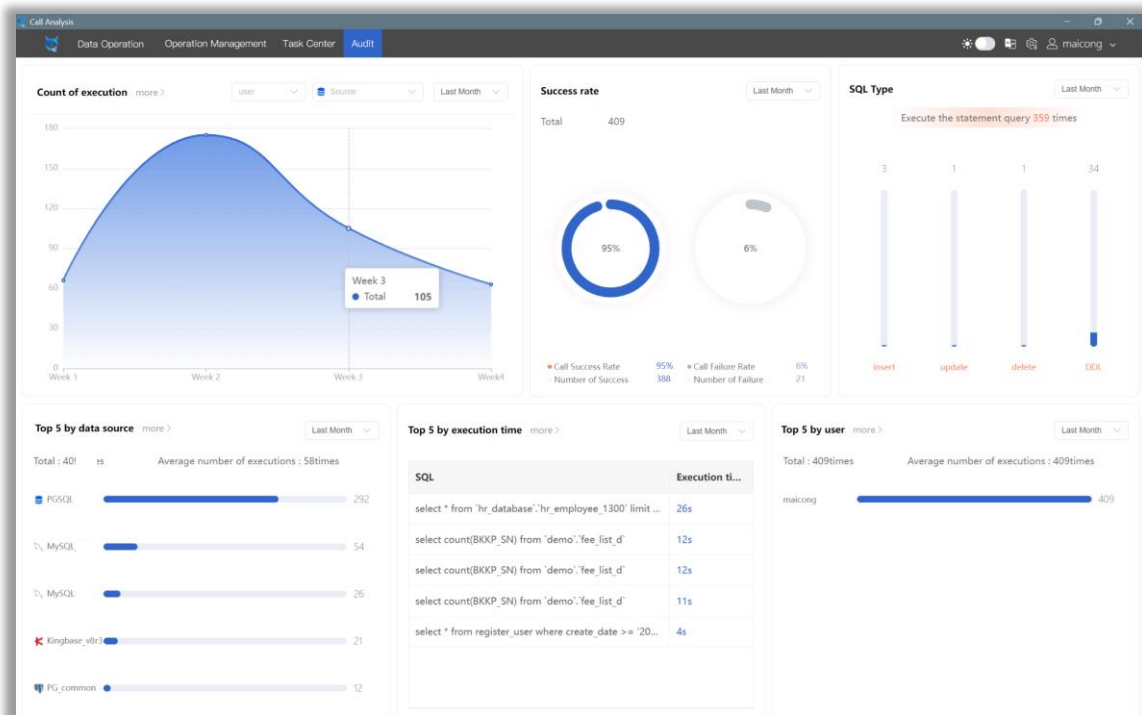 Call Analysis
Data Operation Operation Management Task Center Audit maicong
Count of execution more > user Source Last Month
180
150
120
90
60
30
0
Week 1 Week 2 Week 3 Week4
Week 3
Total 105
Success rate Last Month
Total 409
95% 6%
Call Success Rate 95% Call Failure Rate 6%
Number of Success 388 Number of Failure 21
SQL Type Last Month
Execute the statement query 359 times
3 1 1 34
insert update delete DDL
Top 5 by data source more > Last Month
Total : 40 es Average number of executions : 58times
PGSQL 292
MySQL 54
MySQL 26
Kingbase_v8r3 21
PG_common 12
Top 5 by execution time more > Last Month
SQL Execution ti...
select * from `hr_database`.`hr_employee_1300` limit ... 26s
select count(BKKP_SN) from `demo`.`fee_list_d` 12s
select count(BKKP_SN) from `demo`.`fee_list_d` 12s
select count(BKKP_SN) from `demo`.`fee_list_d` 11s
select * from register_user where create_date >= '20... 4s
Top 5 by user more > Last Month
Total : 409times Average number of executions : 409times
maicong 409